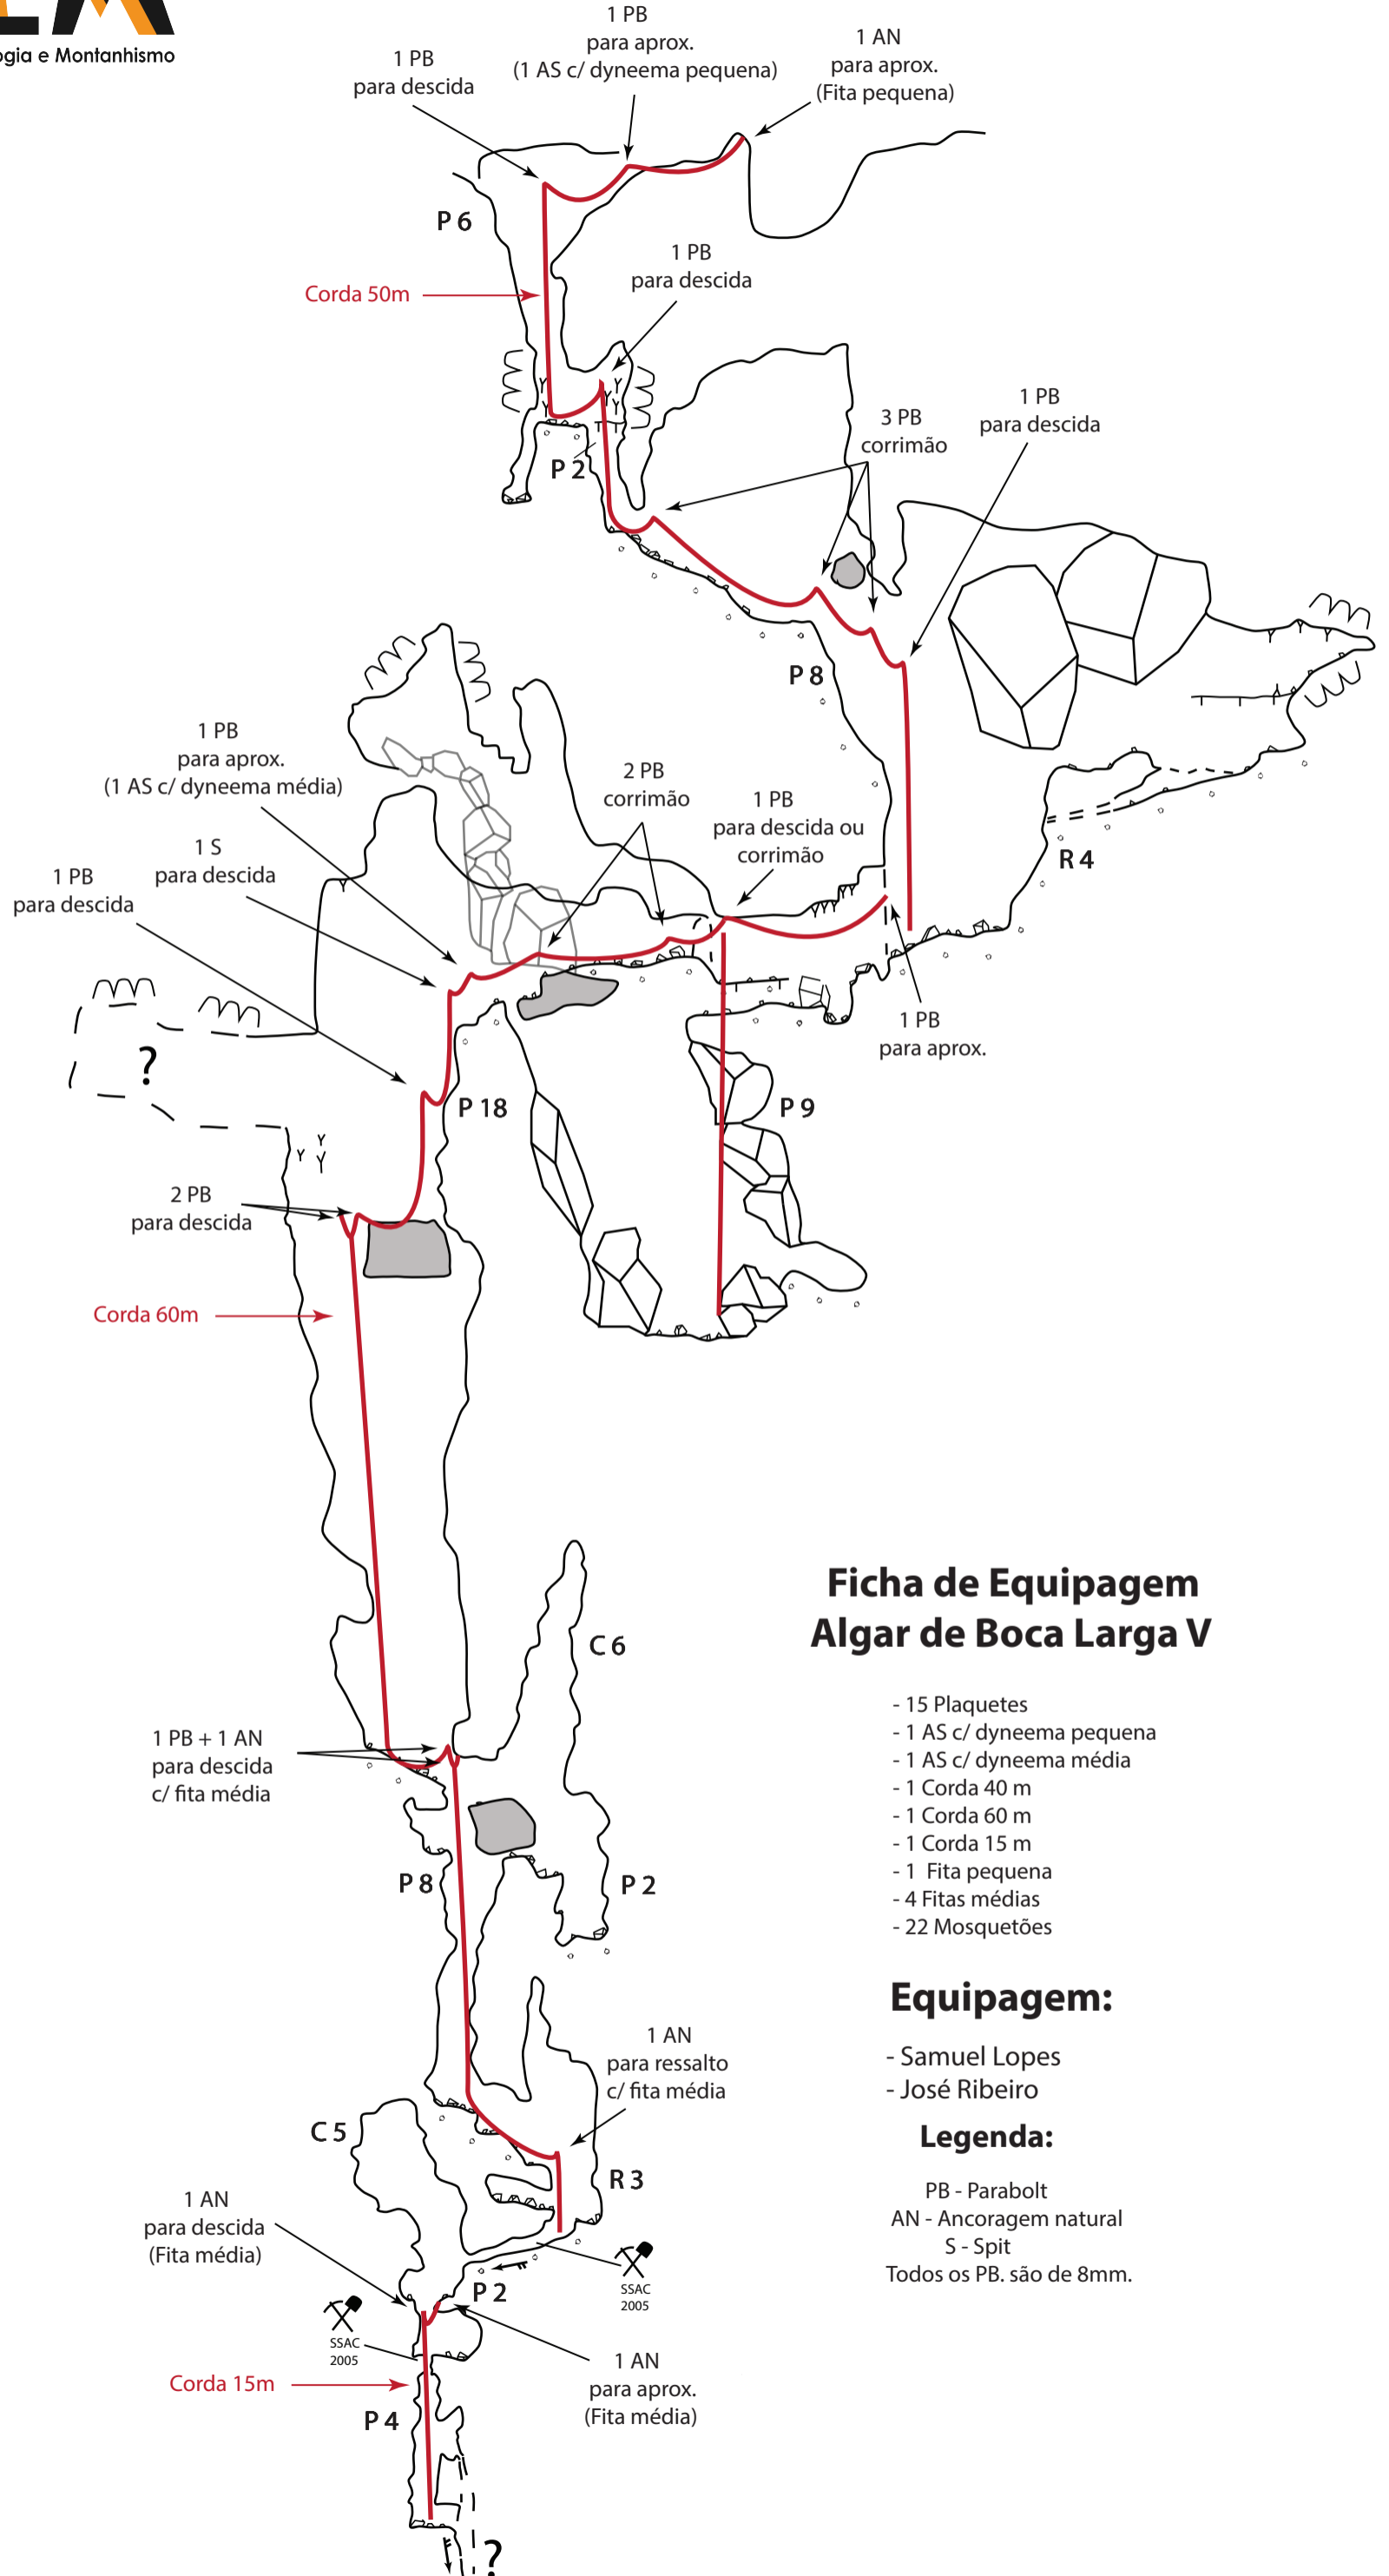 ogia e Montanhismo
1 PB
para descida
1 PB
para aprox.
(1 AS c/ dyneema pequena)
1 AN
para aprox.
(Fita pequena)
P 6
Corda 50m
1 PB
para descida
P 2
3 PB
corrimão
1 PB
para descida
P 8
R 4
1 PB
para aprox.
(1 AS c/ dyneema média)
2 PB
corrimão
1 PB
para descida ou
corrimão
1 S
para descida
1 PB
para descida
1 PB
para aprox.
?
P 18
P 9
2 PB
para descida
Corda 60m
Ficha de Equipagem
Algar de Boca Larga V
- 15 Plaquetes
- 1 AS c/ dyneema pequena
- 1 AS c/ dyneema média
- 1 Corda 40 m
- 1 Corda 60 m
- 1 Corda 15 m
- 1 Fita pequena
- 4 Fitas médias
- 22 Mosquetões
C 6
1 PB + 1 AN
para descida
c/ fita média
P 8
P 2
Equipagem:
- Samuel Lopes
- José Ribeiro
Legenda:
PB - Parabolt
AN - Ancoragem natural
S - Spit
Todos os PB. são de 8mm.
1 AN
para ressalto
c/ fita média
C 5
R 3
1 AN
para descida
(Fita média)
P 2
SSAC
2005
SSAC
2005
1 AN
para aprox.
(Fita média)
Corda 15m
P 4
?